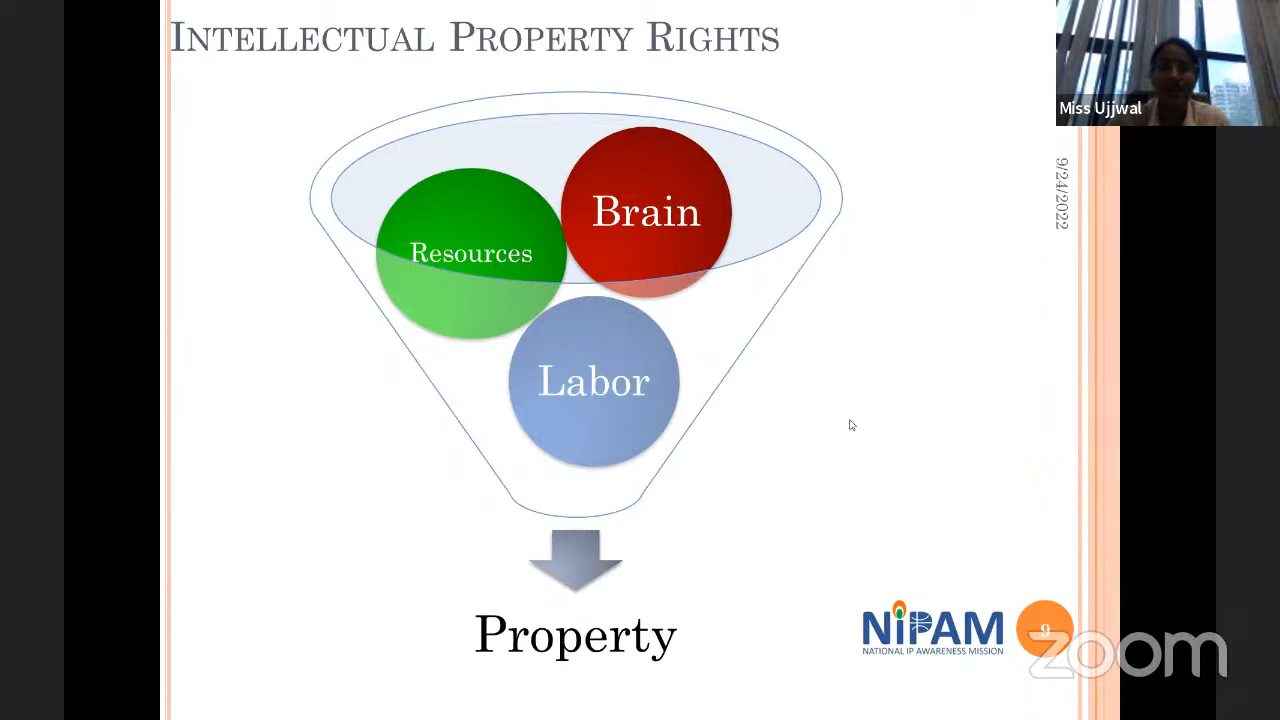 INTELLECTUAL PROPERTY RIGHTS
Miss Ujjwal
9/24/2022
Brain
Resources
Labor
Property
NIPAM
NATIONAL IP AWARENESS MISSION
9
zoom